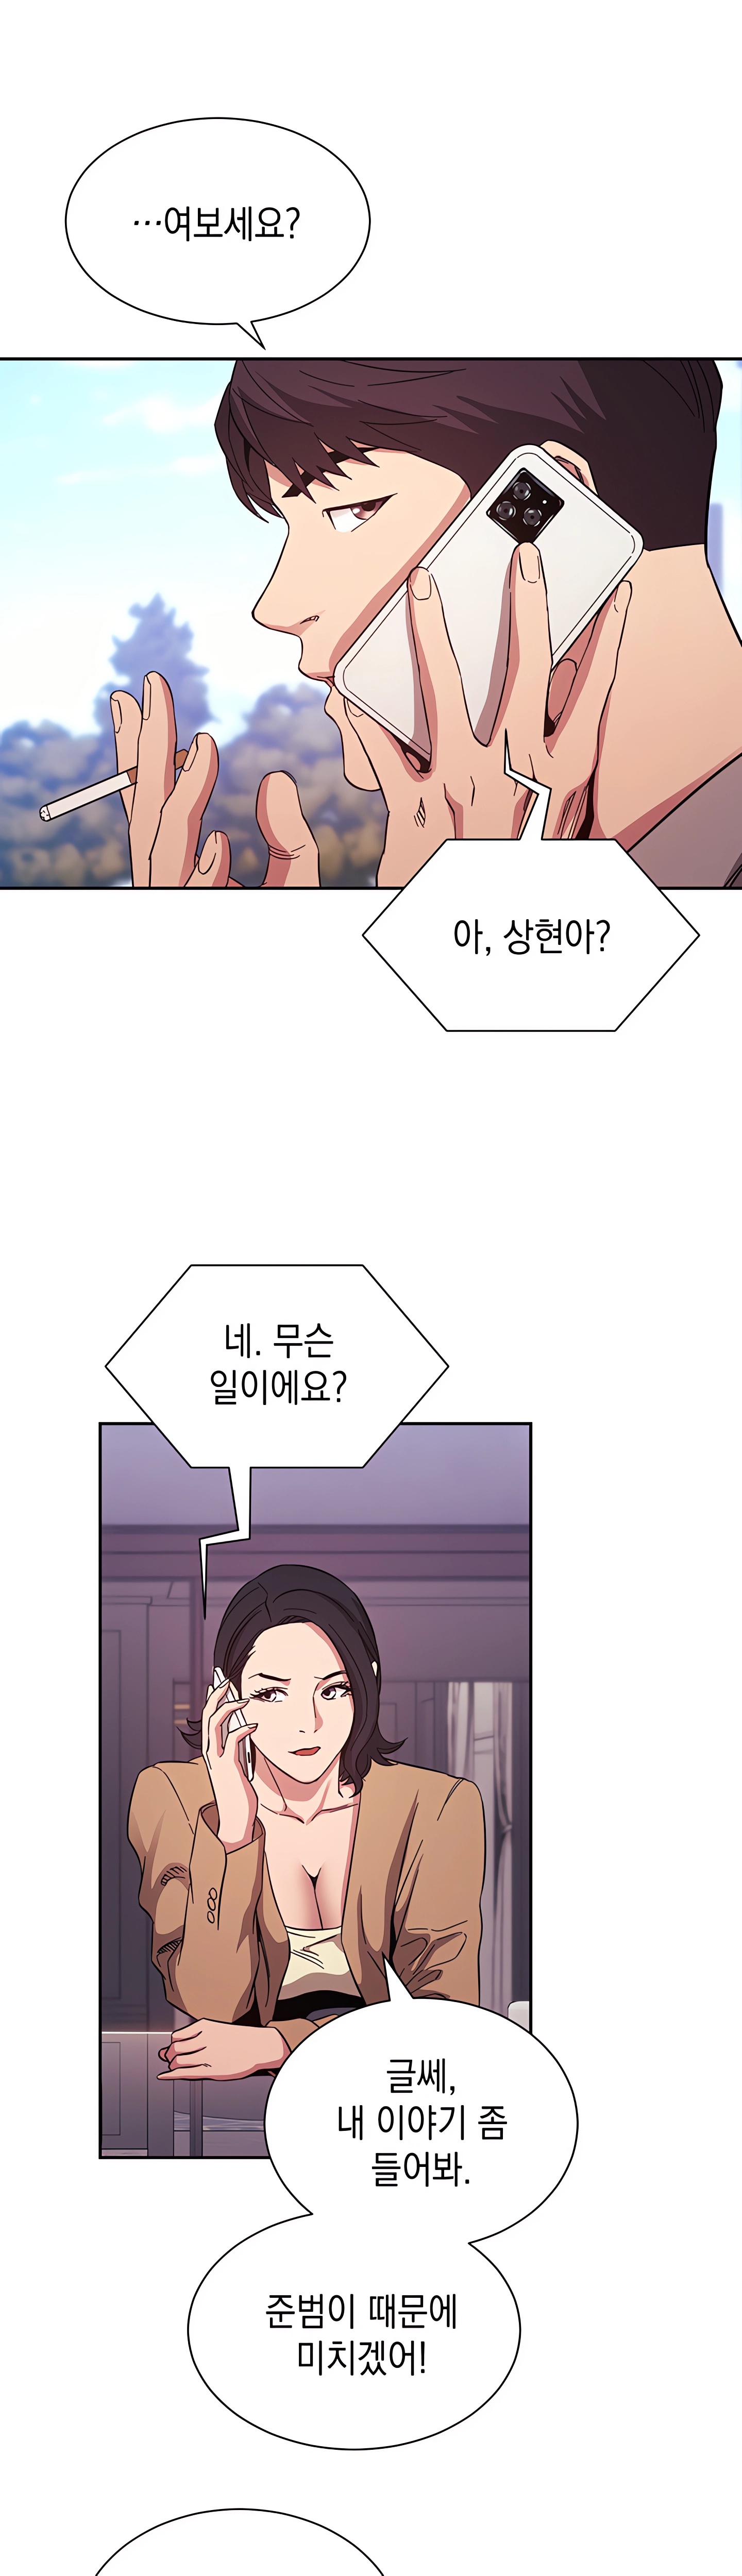 …여보세요?
아, 상현아?
네. 무슨
일이에요?
글쎄,
내 이야기 좀
들어봐.
준범이 때문에
미치겠어!